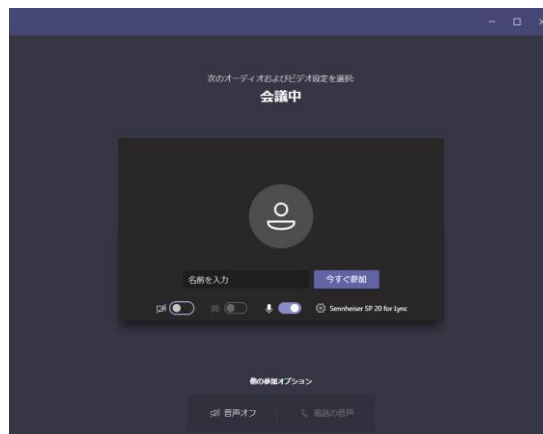 次のオーディオおよびビデオ設定を選択:
会議中
名前を入力
今すぐ参加
Sennheiser SP 20 for Lync
他の参加オプション
音声オフ
電話の音声